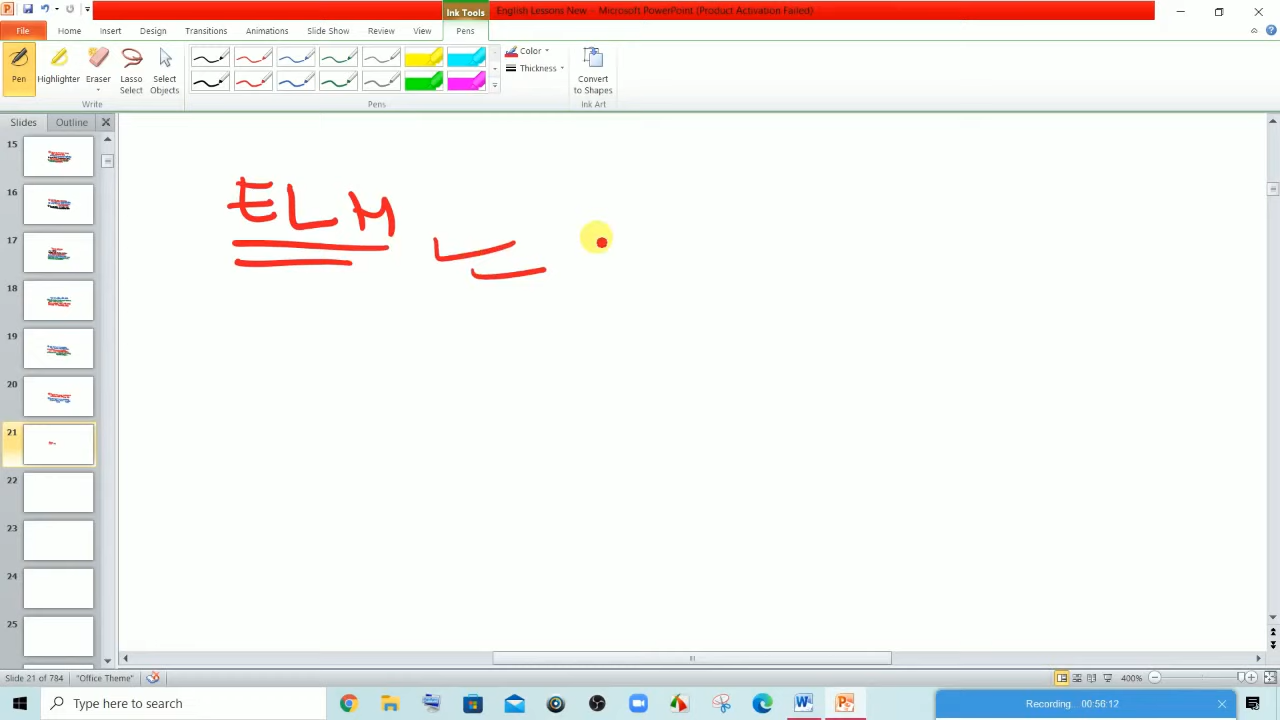 Ink Tools
English Lessons New - Microsoft PowerPoint (Product Activation Failed)
File Home Insert Design Transitions Animations Slide Show Review View Pens
Pen Highlighter Eraser Lasso Select Select Objects
Color
Thickness
Convert to Shapes
Write Pens Ink Art
Slides Outline
15
16
17
18
19
20
21
22
23
24
25
ELM
Slide 21 of 784 "Office Theme" 400%
Type here to search
Recording... 00:56:12